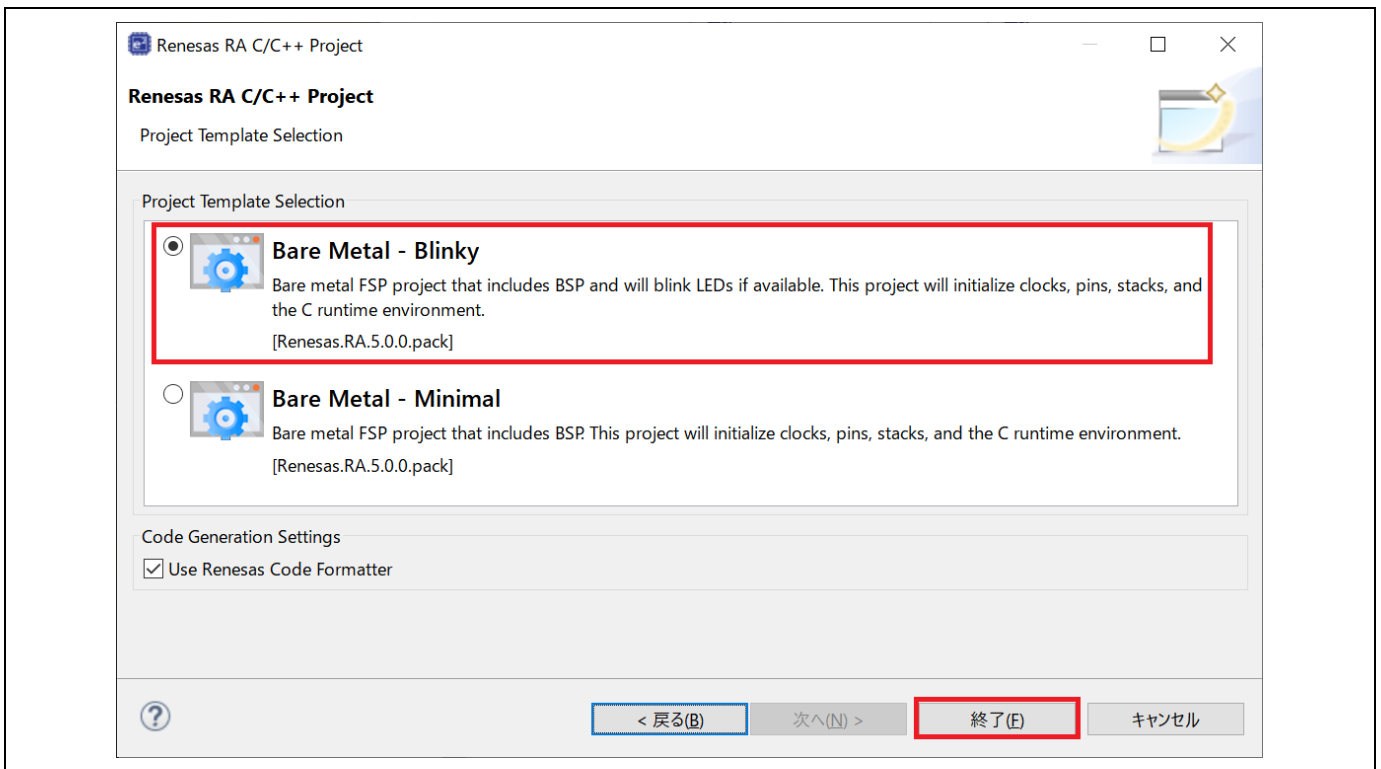 Renesas RA C/C++ Project
Renesas RA C/C++ Project
Project Template Selection
Project Template Selection
Bare Metal - Blinky
Bare metal FSP project that includes BSP and will blink LEDs if available. This project will initialize clocks, pins, stacks, and
the C runtime environment.
[Renesas.RA.5.0.0.pack]
Bare Metal - Minimal
Bare metal FSP project that includes BSP. This project will initialize clocks, pins, stacks, and the C runtime environment.
[Renesas.RA.5.0.0.pack]
Code Generation Settings
Use Renesas Code Formatter
< 戻る(B) 次へ(N) > 終了(F) キャンセル